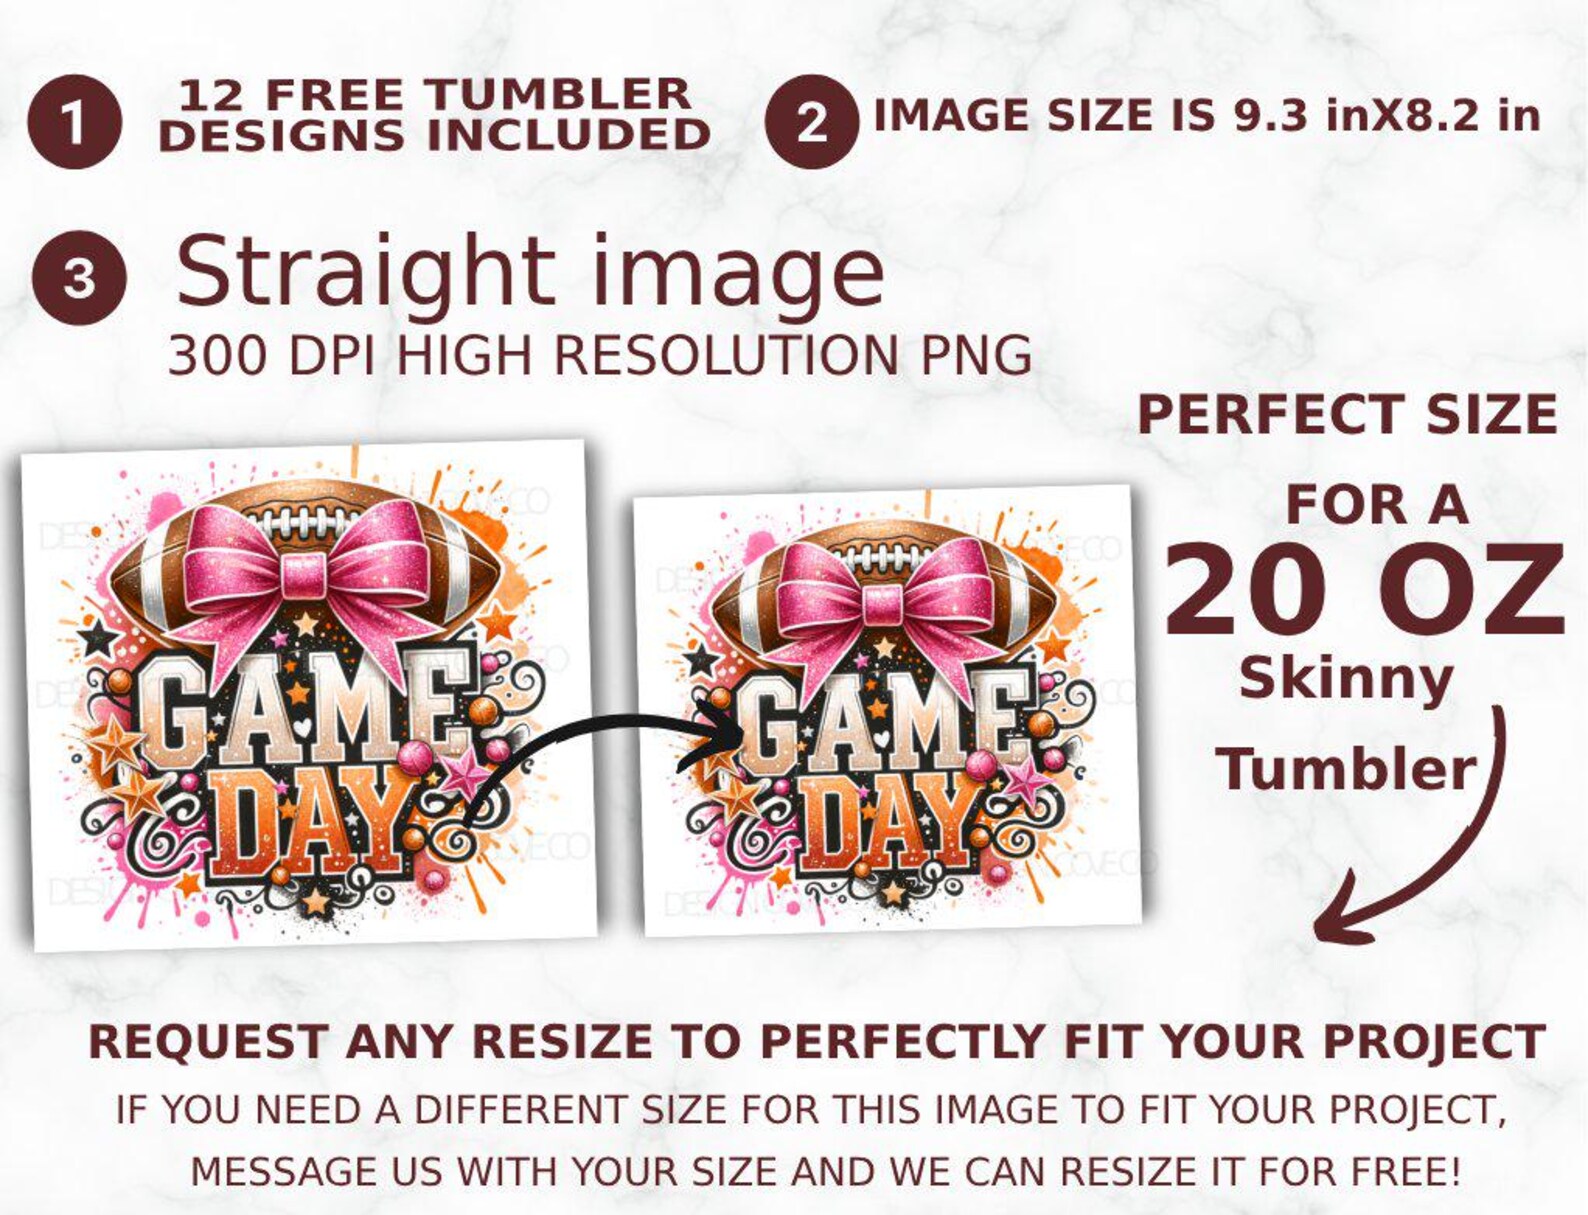 1
12 FREE TUMBLER
DESIGNS INCLUDED
2
IMAGE SIZE IS 9.3 inX8.2 in
3
Straight image
300 DPI HIGH RESOLUTION PNG
PERFECT SIZE
FOR A
20 OZ
Skinny
Tumbler
GAME
DAY
GAME
DAY
REQUEST ANY RESIZE TO PERFECTLY FIT YOUR PROJECT
IF YOU NEED A DIFFERENT SIZE FOR THIS IMAGE TO FIT YOUR PROJECT,
MESSAGE US WITH YOUR SIZE AND WE CAN RESIZE IT FOR FREE!